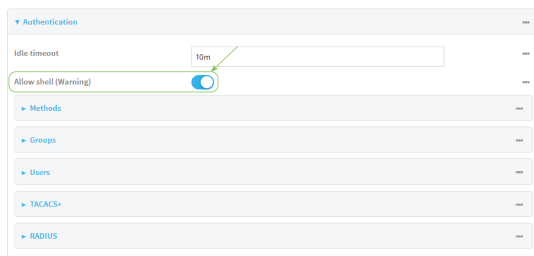 ▼ Authentication
Idle timeout
10m
Allow shell (Warning)
► Methods
► Groups
► Users
► TACACS+
► RADIUS